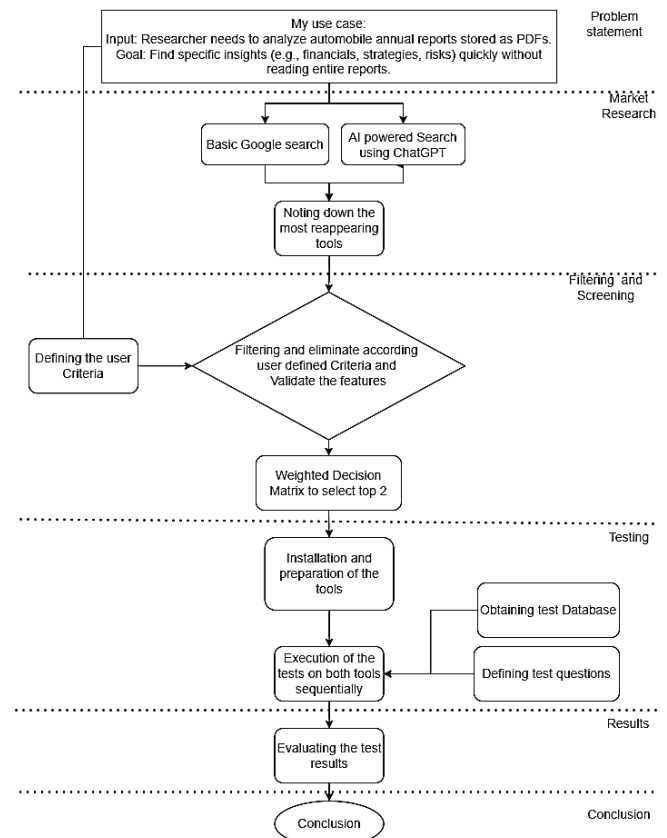 My use case:
Input: Researcher needs to analyze automobile annual reports stored as PDFs.
Goal: Find specific insights (e.g., financials, strategies, risks) quickly without
reading entire reports.
Problem
statement
Market
Research
Basic Google search
AI powered Search
using ChatGPT
Noting down the
most reappearing
tools
Filtering and
Screening
Defining the user
Criteria
Filtering and eliminate according
user defined Criteria and
Validate the features
Weighted Decision
Matrix to select top 2
Testing
Installation and
preparation of the
tools
Obtaining test Database
Execution of the
tests on both tools
sequentially
Defining test questions
Results
Evaluating the test
results
Conclusion
Conclusion